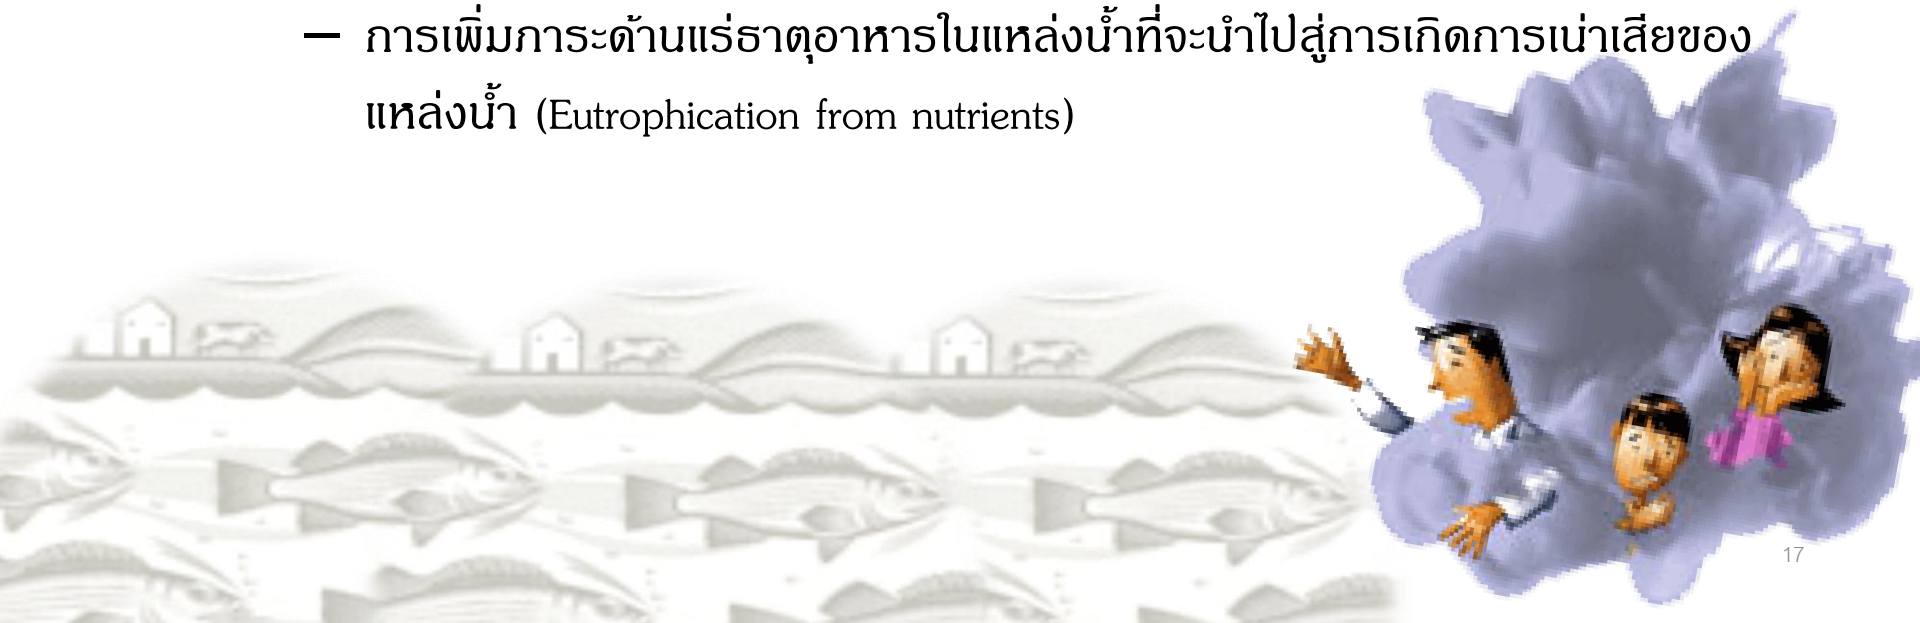 – การเพิ่มภาระด้านแร่ธาตุอาหารในแหล่งน้ำที่จะนำไปสู่การเกิดการเน่าเสียของ
แหล่งน้ำ (Eutrophication from nutrients)
17